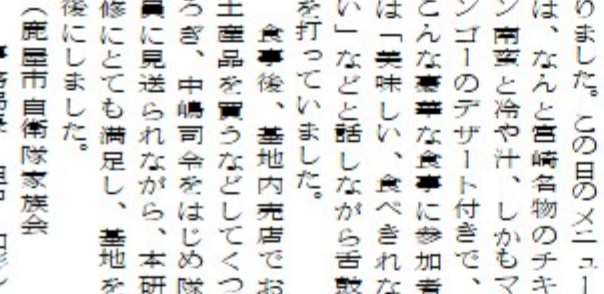 りました。この日のメニュー
は、なんと宮崎名物のチキ
ン南蛮と冷や汁、しかもマ
ンゴーのデザート付きで、
こんな豪華な食事に参加者
は「美味しい、食べきれな
い」などと話しながら舌鼓
を打っていました。
食事後、基地内売店でお
土産品を買うなどしてくつ
ろぎ、中嶋司令をはじめ隊
員に見送られながら、本研
修にとても満足し、基地を
後にしました。
（鹿屋市自衛隊家族会
事務局長